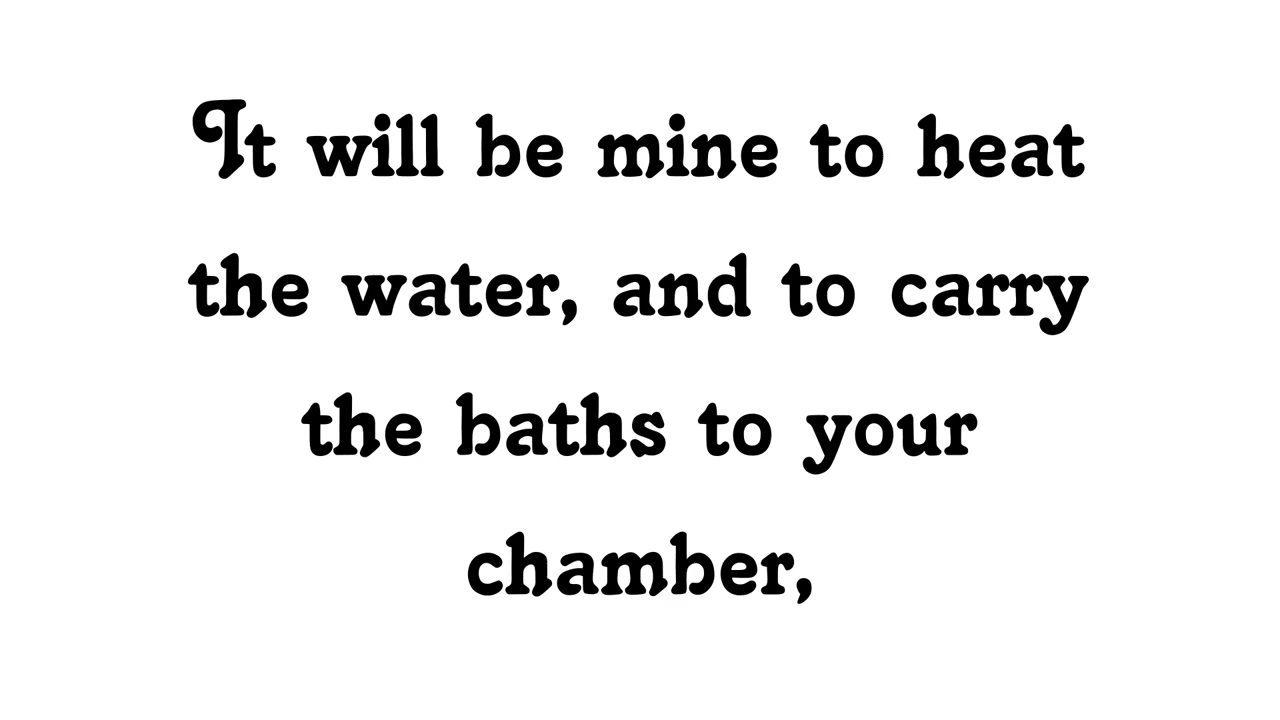 It will be mine to heat
the water, and to carry
the baths to your
chamber,